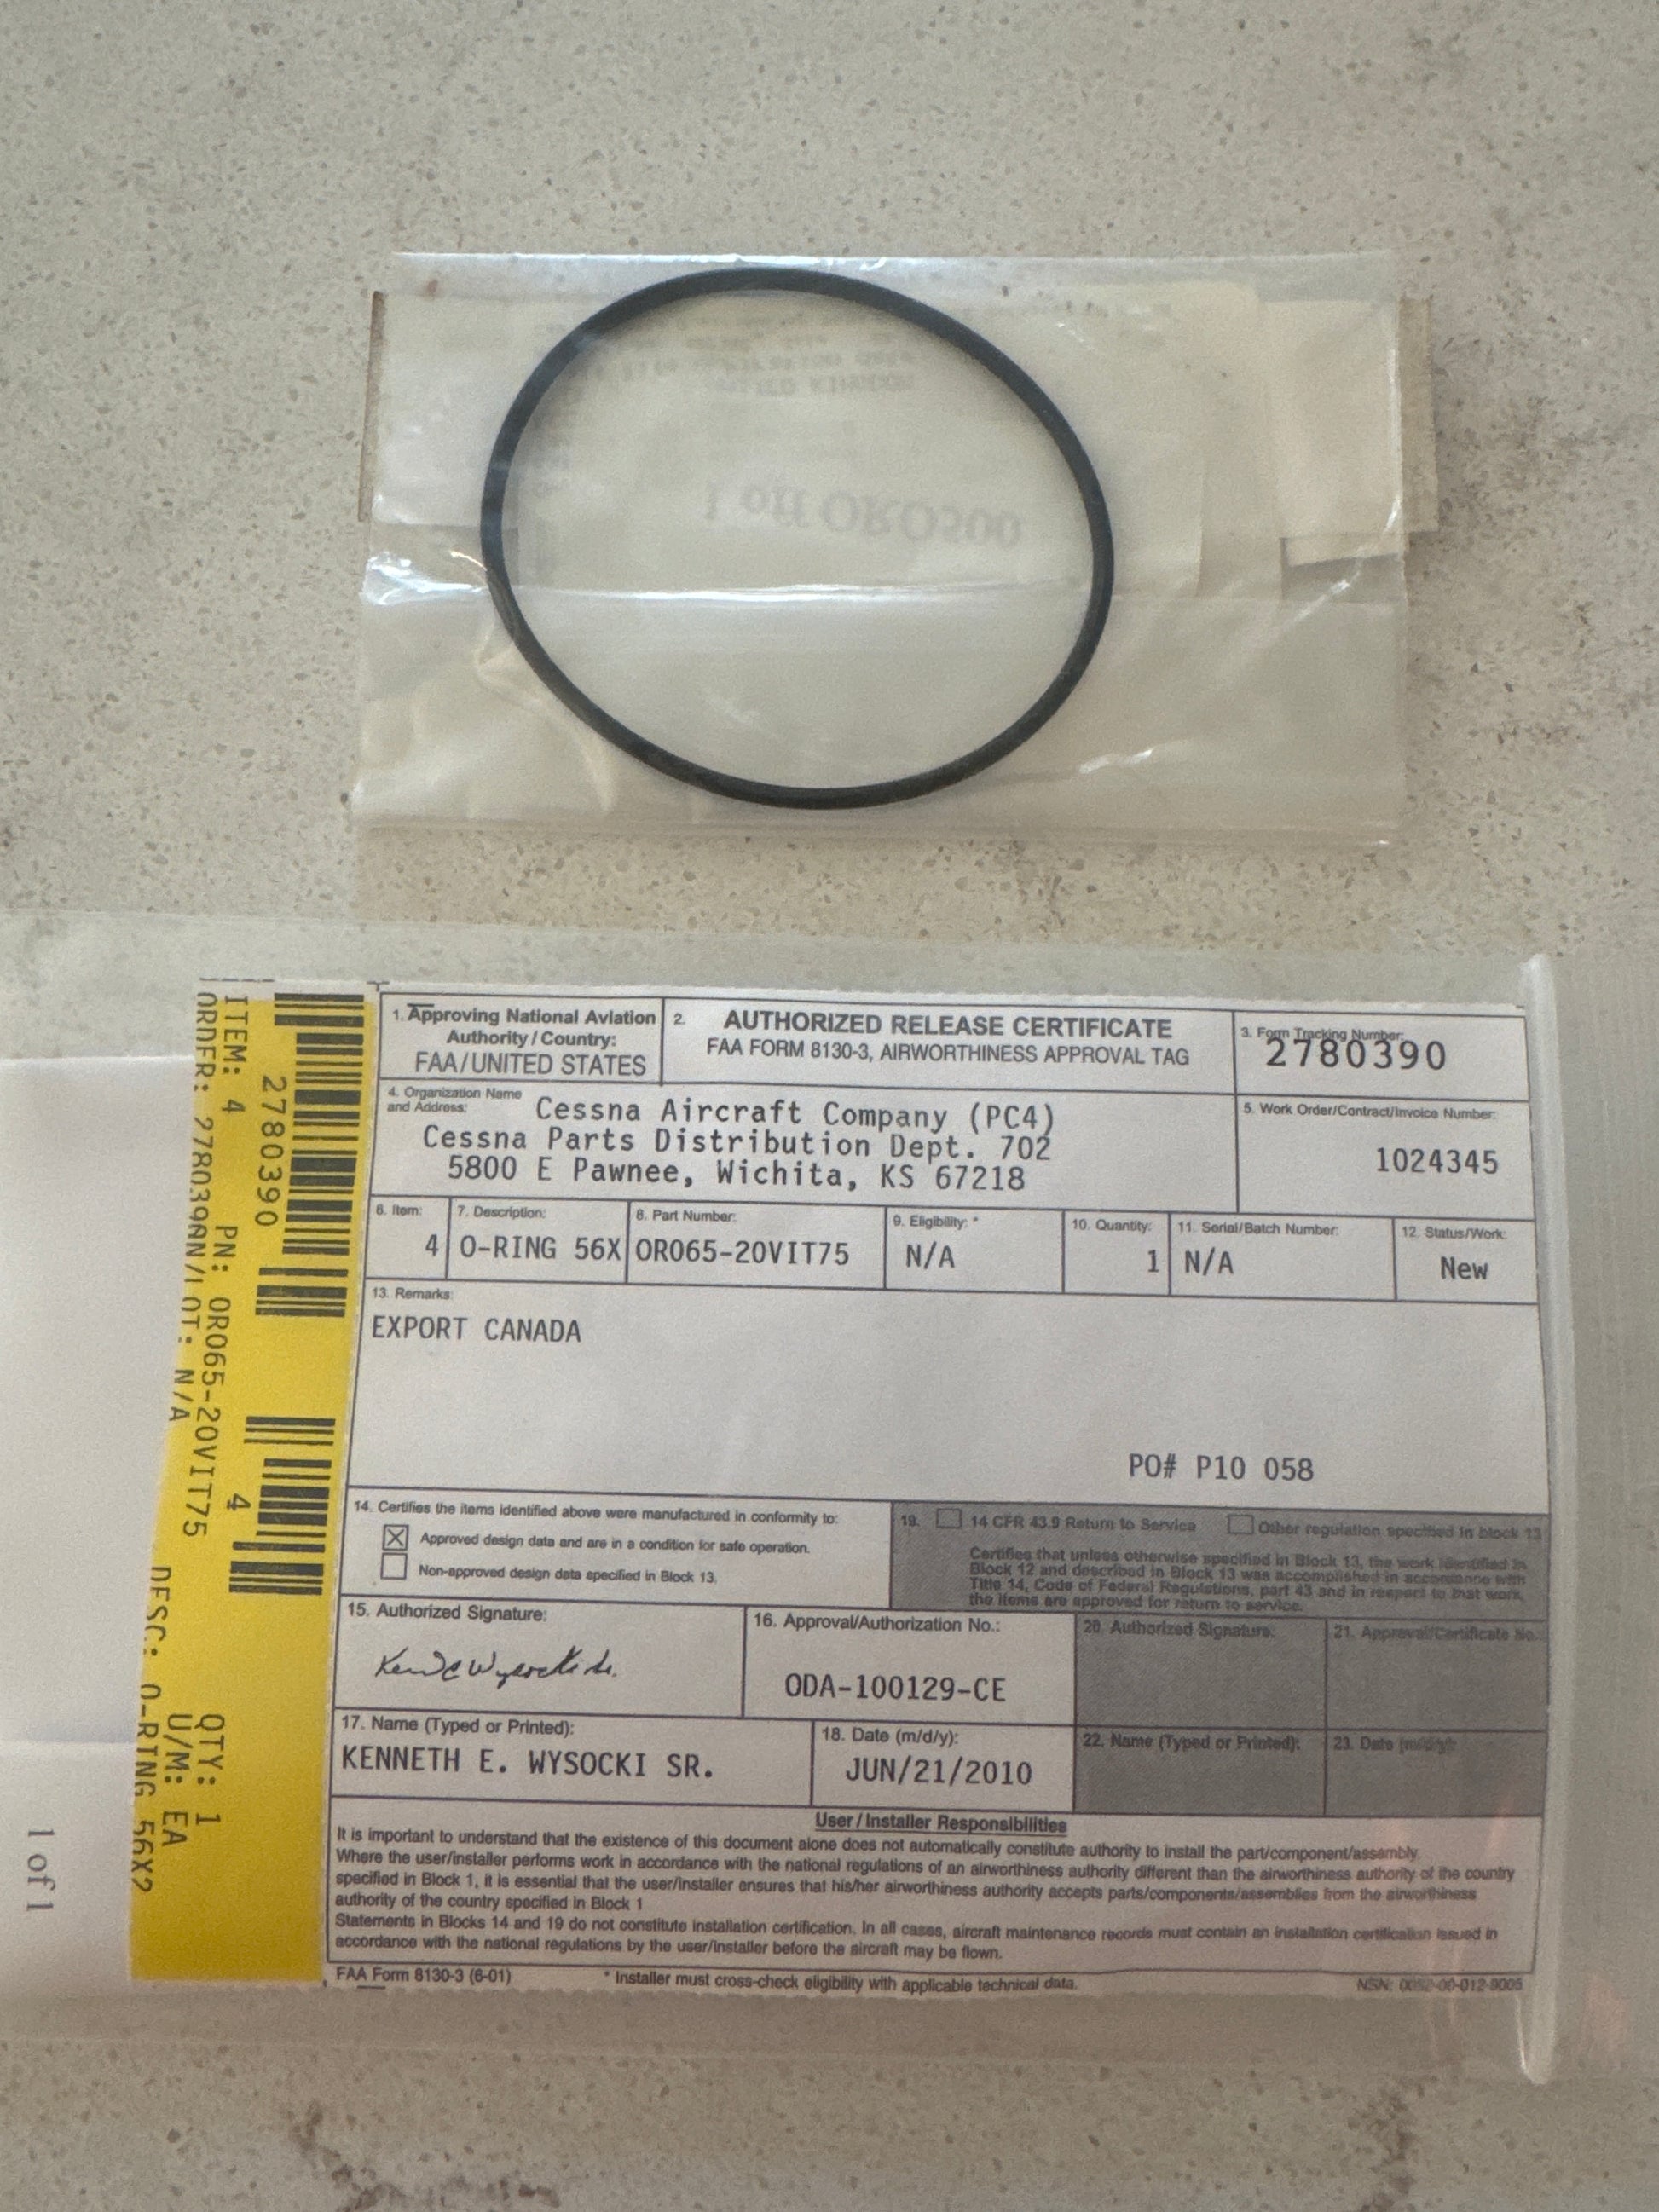 1 off OR0300
1. Approving National Aviation
Authority/Country:
FAA/UNITED STATES
2.
AUTHORIZED RELEASE CERTIFICATE
FAA FORM 8130-3, AIRWORTHINESS APPROVAL TAG
3. Form Tracking Number:
2780390
4. Organization Name
and Address:
Cessna Aircraft Company (PC4)
Cessna Parts Distribution Dept. 702
5800 E Pawnee, Wichita, KS 67218
5. Work Order/Contract/Invoice Number:
1024345
6. Item:
4
7. Description:
O-RING 56X
8. Part Number:
OR065-20VIT75
9. Eligibility: *
N/A
10. Quantity:
1
11. Serial/Batch Number:
N/A
12. Status/Work:
New
13. Remarks:
EXPORT CANADA
PO# P10 058
14. Certifies the items identified above were manufactured in conformity to:
Approved design data and are in a condition for safe operation.
Non-approved design data specified in Block 13.
19. 14 CFR 43.9 Return to Service Other regulation specified in block 13
Certifies that unless otherwise specified in Block 13, the work identified in
Block 12 and described in Block 13 was accomplished in accordance with
Title 14, Code of Federal Regulations, part 43 and in respect to that work,
the items are approved for return to service.
15. Authorized Signature:
16. Approval/Authorization No.:
ODA-100129-CE
20. Authorized Signature:
21. Approval/Certificate No.:
17. Name (Typed or Printed):
KENNETH E. WYSOCKI SR.
18. Date (m/d/y):
JUN/21/2010
22. Name (Typed or Printed):
23. Date (m/d/y):
User/Installer Responsibilities
It is important to understand that the existence of this document alone does not automatically constitute authority to install the part/component/assembly.
Where the user/installer performs work in accordance with the national regulations of an airworthiness authority different than the airworthiness authority of the country
specified in Block 1, it is essential that the user/installer ensures that his/her airworthiness authority accepts parts/components/assemblies from the airworthiness
authority of the country specified in Block 1
Statements in Blocks 14 and 19 do not constitute installation certification. In all cases, aircraft maintenance records must contain an installation certification issued in
accordance with the national regulations by the user/installer before the aircraft may be flown.
FAA Form 8130-3 (6-01)
* Installer must cross-check eligibility with applicable technical data.
NSN: 0052-00-012-9005
2780390
4
ITEM: 4
PN: OR065-20VIT75
QTY: 1
ORDER: 2780390
N/LOT: N/A
U/M: EA
DESC: O-RING 56X2
1 of 1